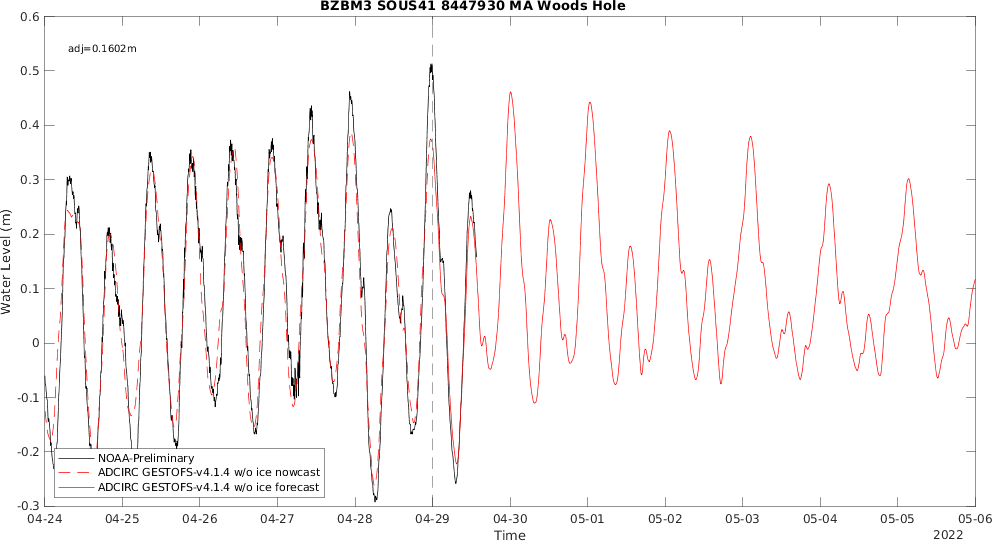 BZBM3 SOUS41 8447930 MA Woods Hole
adj=0.1602m
0.6
0.5
0.4
0.3
0.2
0.1
0
-0.1
-0.2
-0.3
Water Level (m)
NOAA-Preliminary
ADCIRC GESTOFS-v4.1.4 w/o ice nowcast
ADCIRC GESTOFS-v4.1.4 w/o ice forecast
04-24 04-25 04-26 04-27 04-28 04-29 04-30 05-01 05-02 05-03 05-04 05-05 05-06
Time
2022